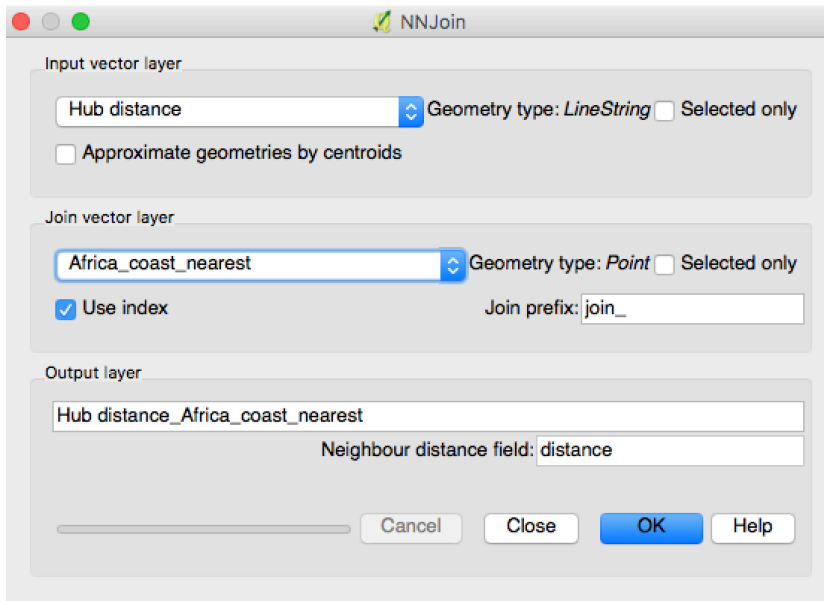 NNJoin
Input vector layer
Hub distance Geometry type: LineString Selected only
Approximate geometries by centroids
Join vector layer
Africa_coast_nearest Geometry type: Point Selected only
Use index Join prefix: join_
Output layer
Hub distance_Africa_coast_nearest
Neighbour distance field: distance
Cancel Close OK Help